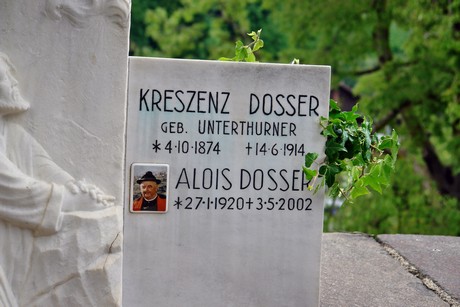 KRESZENZ DOSSER
GEB. UNTERTHURNER
*4·10·1874 +14·6·1914
ALOIS DOSSER
*27·1·1920 +3·5·2002